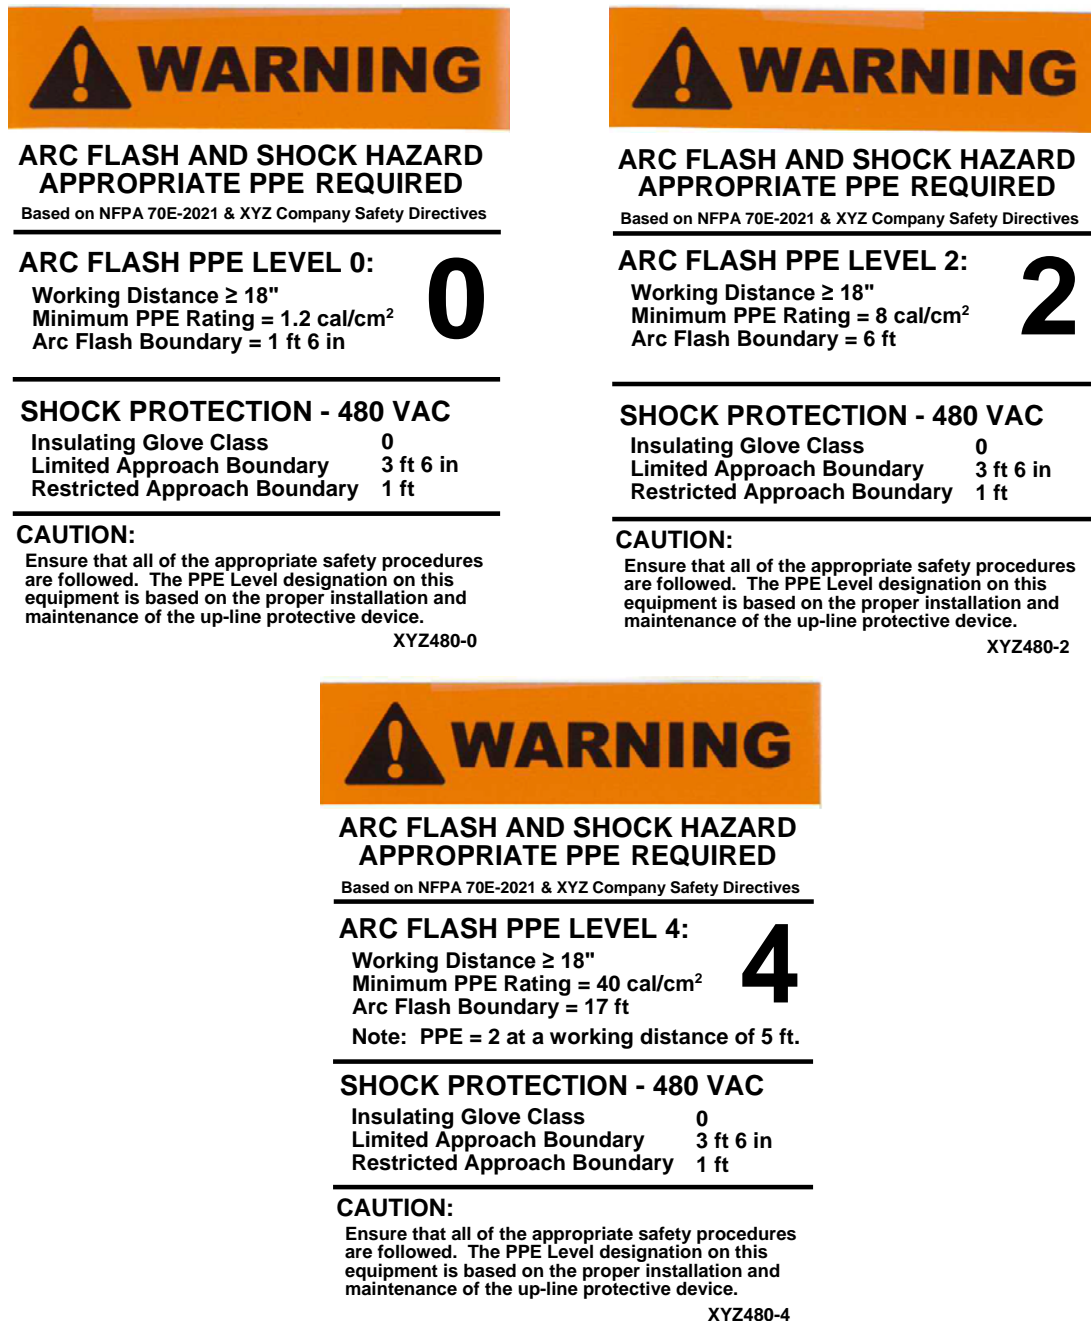 WARNING
ARC FLASH AND SHOCK HAZARD
APPROPRIATE PPE REQUIRED
Based on NFPA 70E-2021 & XYZ Company Safety Directives
ARC FLASH PPE LEVEL 0:
0
Working Distance ≥ 18"
Minimum PPE Rating = 1.2 cal/cm²
Arc Flash Boundary = 1 ft 6 in
SHOCK PROTECTION - 480 VAC
Insulating Glove Class 0
Limited Approach Boundary 3 ft 6 in
Restricted Approach Boundary 1 ft
CAUTION:
Ensure that all of the appropriate safety procedures
are followed. The PPE Level designation on this
equipment is based on the proper installation and
maintenance of the up-line protective device.
XYZ480-0
WARNING
ARC FLASH AND SHOCK HAZARD
APPROPRIATE PPE REQUIRED
Based on NFPA 70E-2021 & XYZ Company Safety Directives
ARC FLASH PPE LEVEL 2:
2
Working Distance ≥ 18"
Minimum PPE Rating = 8 cal/cm²
Arc Flash Boundary = 6 ft
SHOCK PROTECTION - 480 VAC
Insulating Glove Class 0
Limited Approach Boundary 3 ft 6 in
Restricted Approach Boundary 1 ft
CAUTION:
Ensure that all of the appropriate safety procedures
are followed. The PPE Level designation on this
equipment is based on the proper installation and
maintenance of the up-line protective device.
XYZ480-2
WARNING
ARC FLASH AND SHOCK HAZARD
APPROPRIATE PPE REQUIRED
Based on NFPA 70E-2021 & XYZ Company Safety Directives
ARC FLASH PPE LEVEL 4:
4
Working Distance ≥ 18"
Minimum PPE Rating = 40 cal/cm²
Arc Flash Boundary = 17 ft
Note: PPE = 2 at a working distance of 5 ft.
SHOCK PROTECTION - 480 VAC
Insulating Glove Class 0
Limited Approach Boundary 3 ft 6 in
Restricted Approach Boundary 1 ft
CAUTION:
Ensure that all of the appropriate safety procedures
are followed. The PPE Level designation on this
equipment is based on the proper installation and
maintenance of the up-line protective device.
XYZ480-4